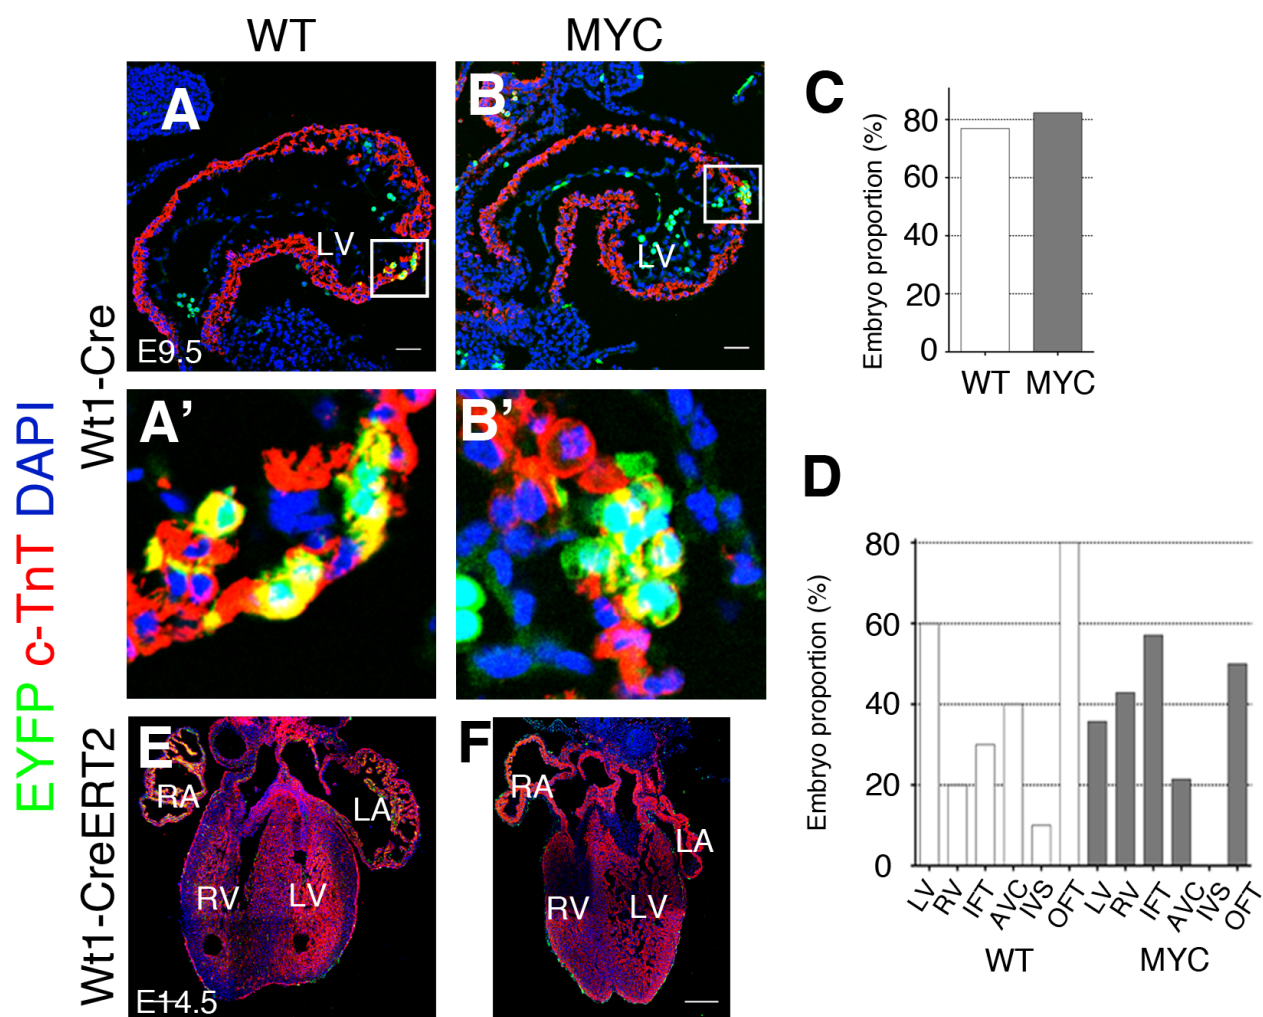 WT
MYC
A
LV
E9.5
B
LV
C
Embryo proportion (%)
80
60
40
20
0
WT
MYC
Wt1-Cre
EYFP c-TnT DAPI
A’
B’
D
Embryo proportion (%)
80
60
40
20
0
LV
RV
IFT
AVC
IVS
OFT
LV
RV
IFT
AVC
IVS
OFT
WT
MYC
Wt1-CreERT2
E
RA
LA
RV
LV
E14.5
F
RA
LA
RV
LV